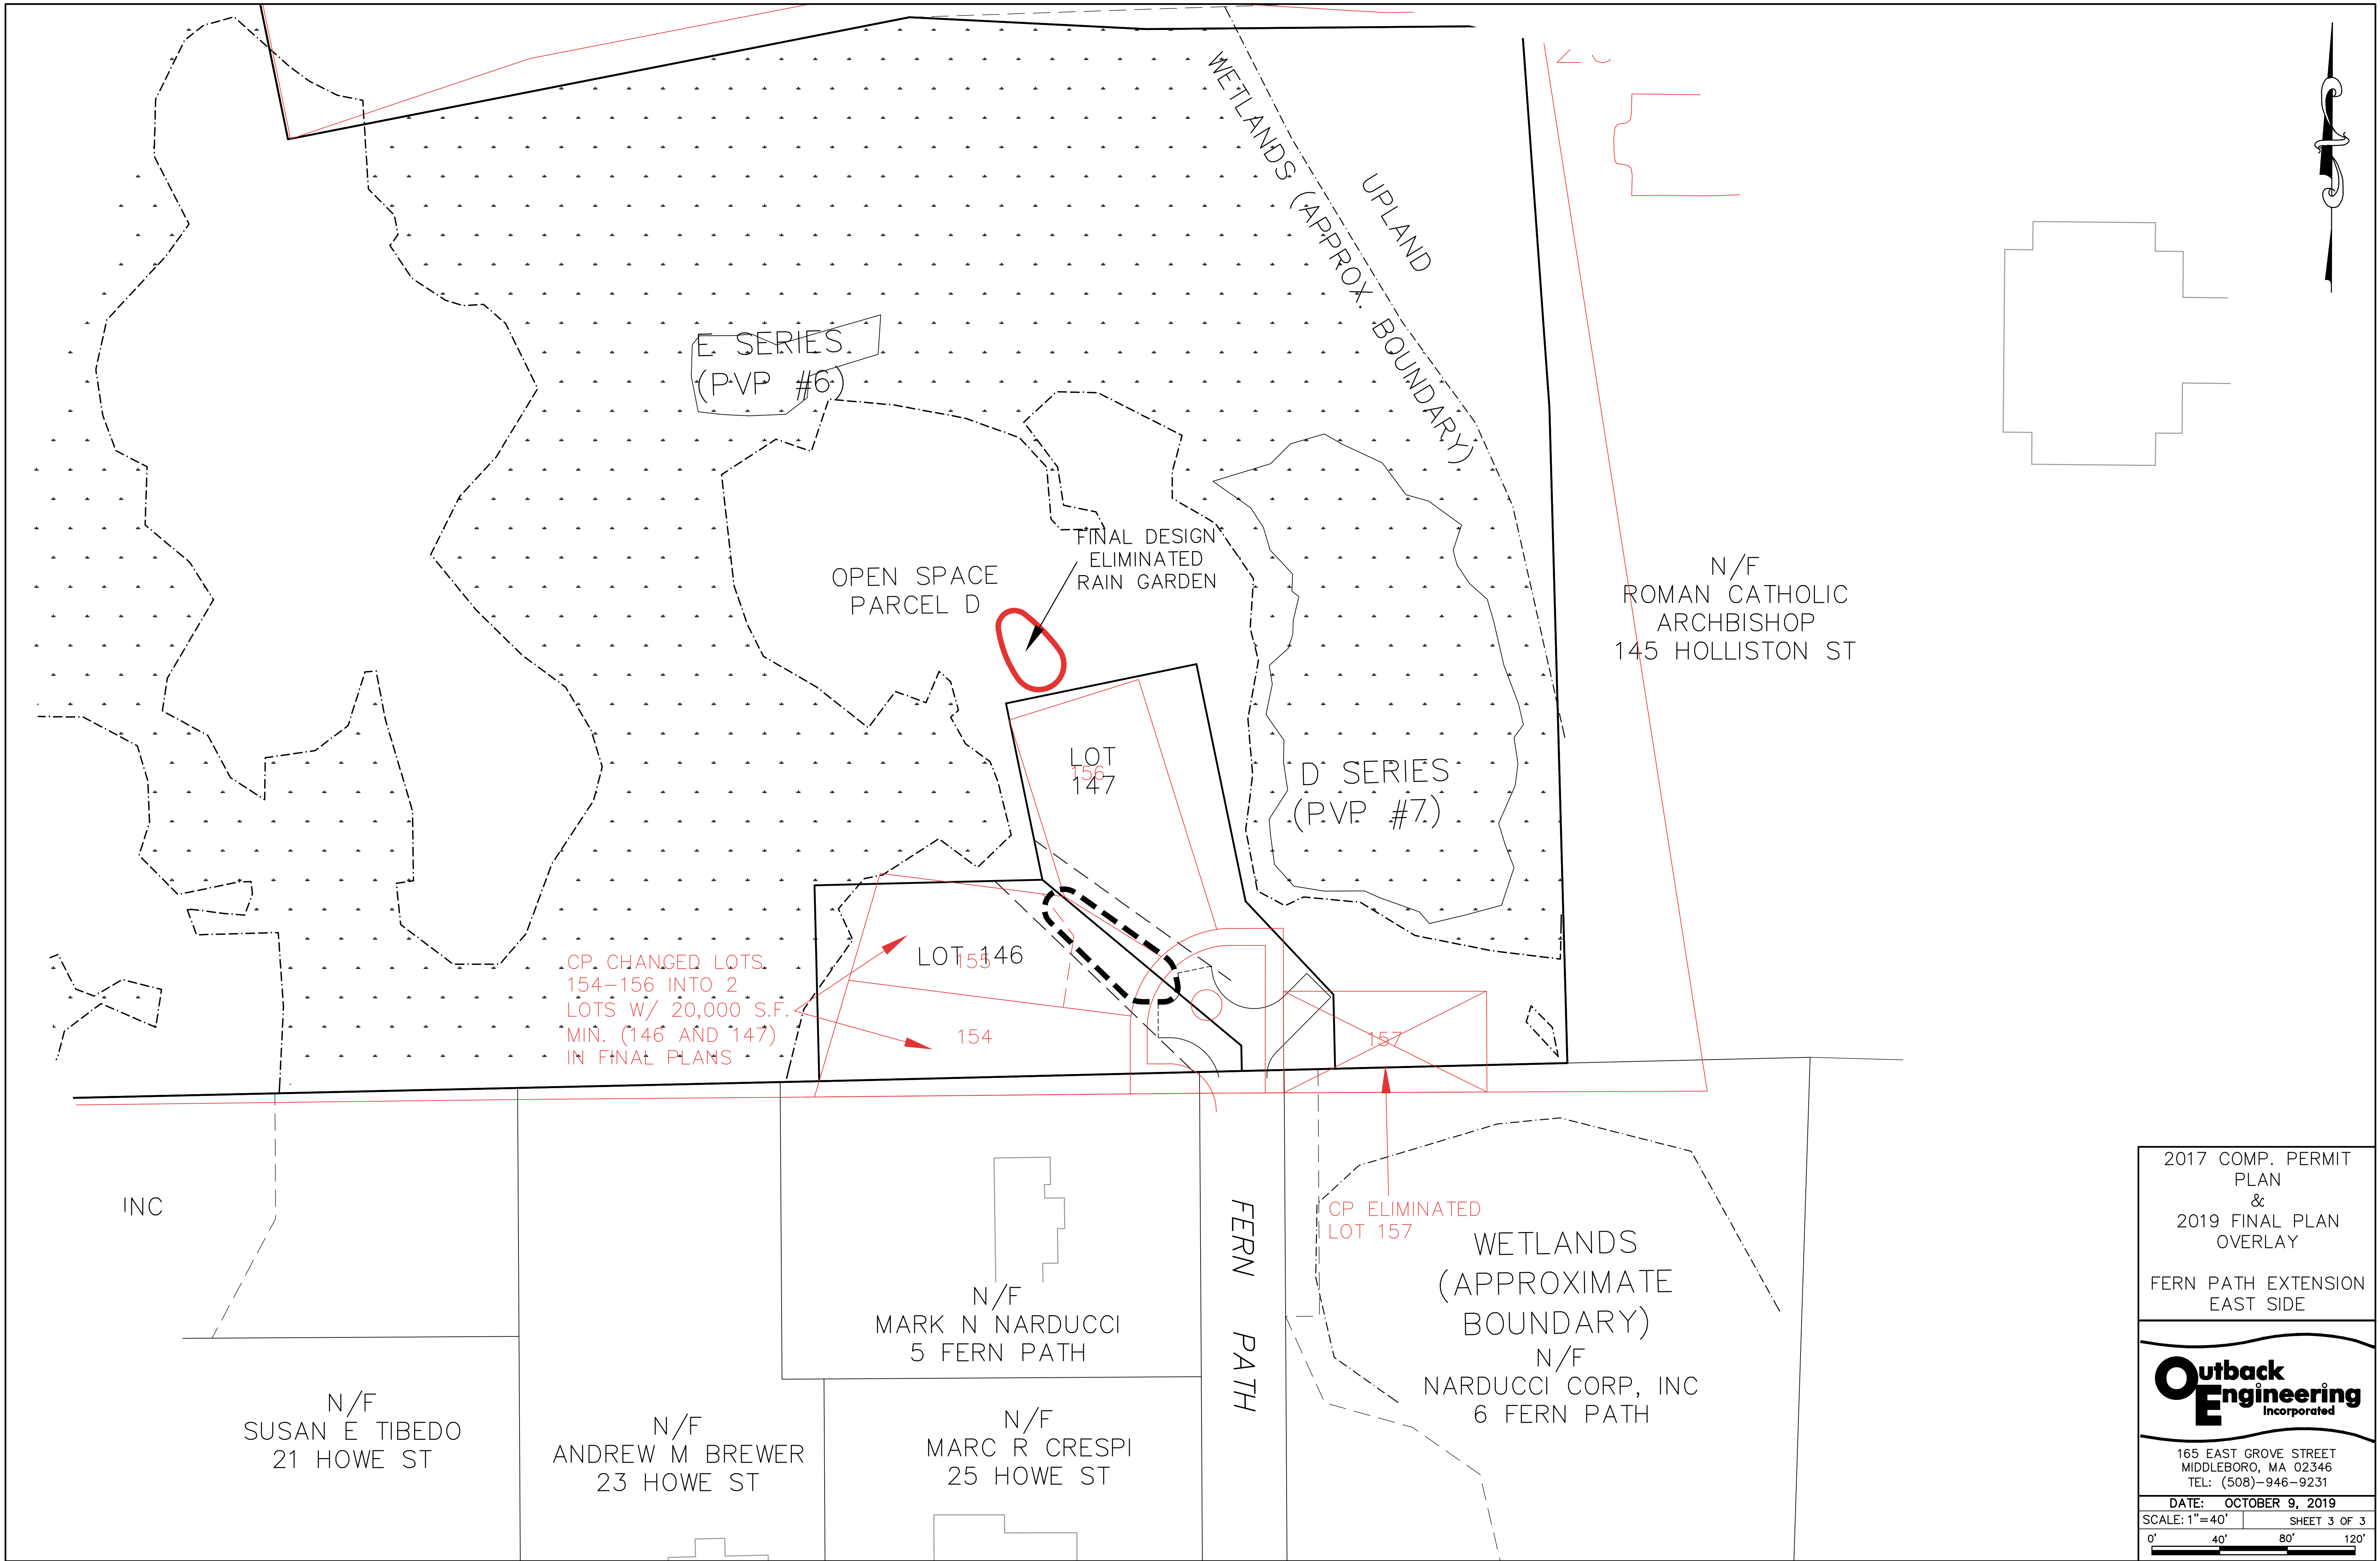 WETLANDS (APPROX. BOUNDARY)
UPLAND
E SERIES
(PVP #6)
FINAL DESIGN
ELIMINATED
RAIN GARDEN
OPEN SPACE
PARCEL D
N/F
ROMAN CATHOLIC
ARCHBISHOP
145 HOLLISTON ST
LOT
156
147
D SERIES
(PVP #7)
LOT 146
155
CP CHANGED LOTS
154-156 INTO 2
LOTS W/ 20,000 S.F.
MIN. (146 AND 147)
IN FINAL PLANS
154
157
INC
CP ELIMINATED
LOT 157
FERN PATH
WETLANDS
(APPROXIMATE
BOUNDARY)
N/F
NARDUCCI CORP, INC
6 FERN PATH
N/F
MARK N NARDUCCI
5 FERN PATH
N/F
SUSAN E TIBEDO
21 HOWE ST
N/F
ANDREW M BREWER
23 HOWE ST
N/F
MARC R CRESPI
25 HOWE ST
2017 COMP. PERMIT
PLAN
&
2019 FINAL PLAN
OVERLAY
FERN PATH EXTENSION
EAST SIDE
Outback
Engineering
Incorporated
165 EAST GROVE STREET
MIDDLEBORO, MA 02346
TEL: (508)-946-9231
DATE: OCTOBER 9, 2019
SCALE: 1"=40' SHEET 3 OF 3
0' 40' 80' 120'